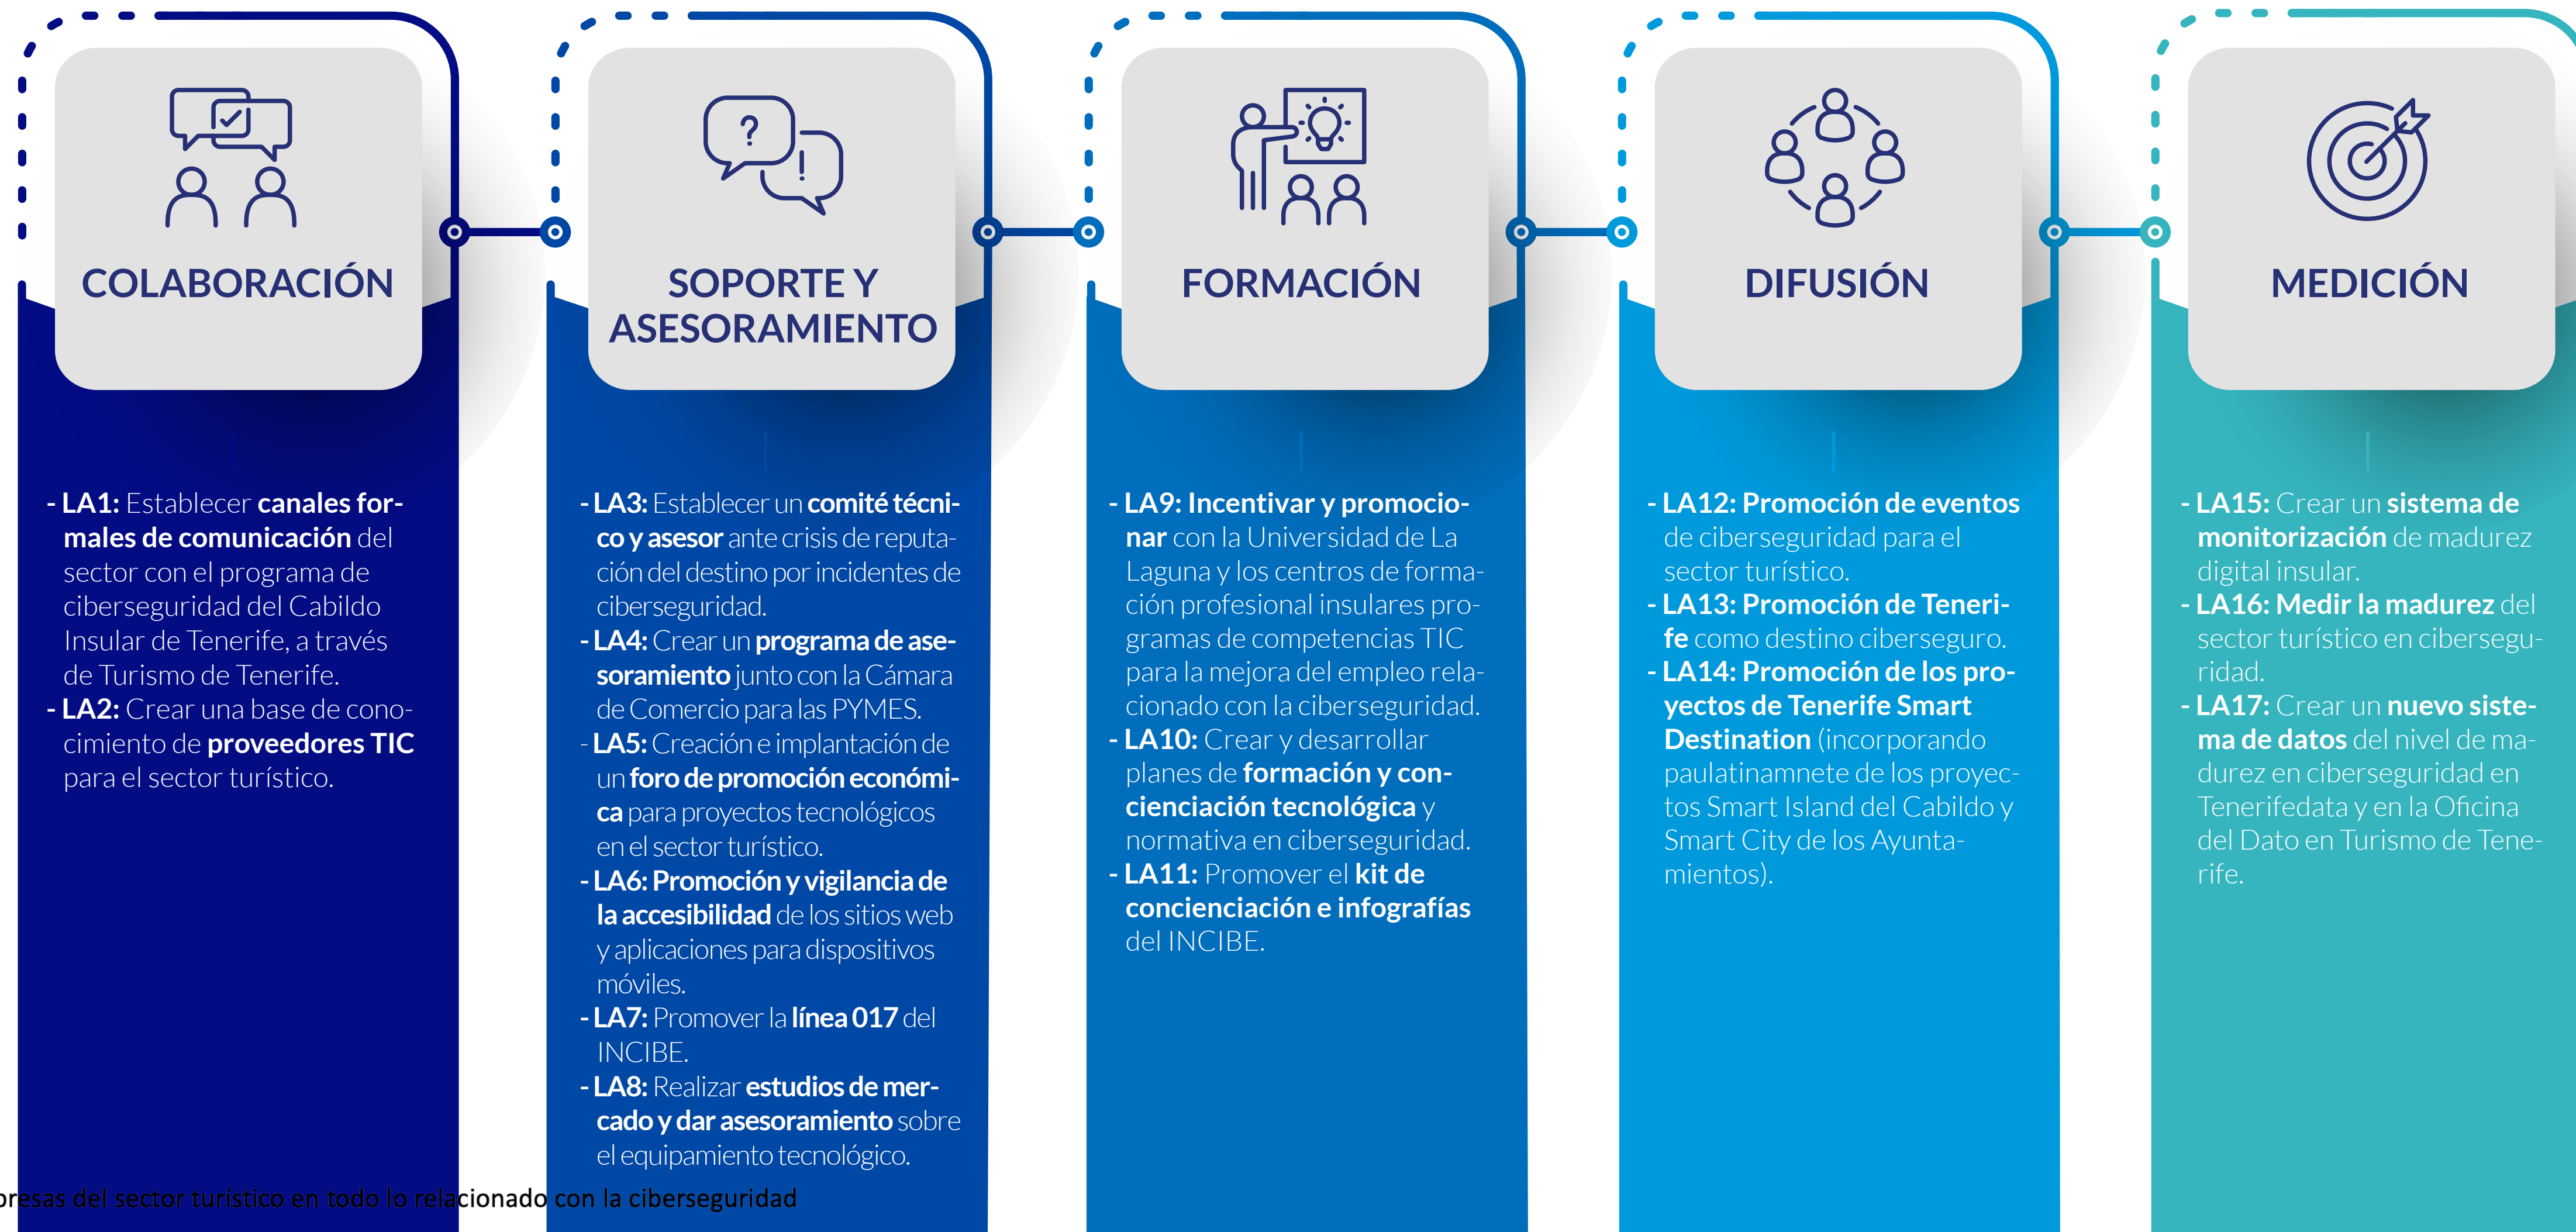 COLABORACIÓN
- LA1: Establecer canales for-
males de comunicación del
sector con el programa de
ciberseguridad del Cabildo
Insular de Tenerife, a través
de Turismo de Tenerife.
- LA2: Crear una base de cono-
cimiento de proveedores TIC
para el sector turístico.
SOPORTE Y
ASESORAMIENTO
- LA3: Establecer un comité técni-
co y asesor ante crisis de reputa-
ción del destino por incidentes de
ciberseguridad.
- LA4: Crear un programa de ase-
soramiento junto con la Cámara
de Comercio para las PYMES.
- LA5: Creación e implantación de
un foro de promoción económi-
ca para proyectos tecnológicos
en el sector turístico.
- LA6: Promoción y vigilancia de
la accesibilidad de los sitios web
y aplicaciones para dispositivos
móviles.
- LA7: Promover la línea 017 del
INCIBE.
- LA8: Realizar estudios de mer-
cado y dar asesoramiento sobre
el equipamiento tecnológico.
FORMACIÓN
- LA9: Incentivar y promocio-
nar con la Universidad de La
Laguna y los centros de forma-
ción profesional insulares pro-
gramas de competencias TIC
para la mejora del empleo rela-
cionado con la ciberseguridad.
- LA10: Crear y desarrollar
planes de formación y con-
cienciación tecnológica y
normativa en ciberseguridad.
- LA11: Promover el kit de
concienciación e infografías
del INCIBE.
DIFUSIÓN
- LA12: Promoción de eventos
de ciberseguridad para el
sector turístico.
- LA13: Promoción de Teneri-
fe como destino ciberseguro.
- LA14: Promoción de los pro-
yectos de Tenerife Smart
Destination (incorporando
paulatinamnete de los proyec-
tos Smart Island del Cabildo y
Smart City de los Ayunta-
mientos).
MEDICIÓN
- LA15: Crear un sistema de
monitorización de madurez
digital insular.
- LA16: Medir la madurez del
sector turístico en cibersegu-
ridad.
- LA17: Crear un nuevo siste-
ma de datos del nivel de ma-
durez en ciberseguridad en
Tenerifedata y en la Oficina
del Dato en Turismo de Tene-
rife.
presas del sector turístico en todo lo relacionado con la ciberseguridad